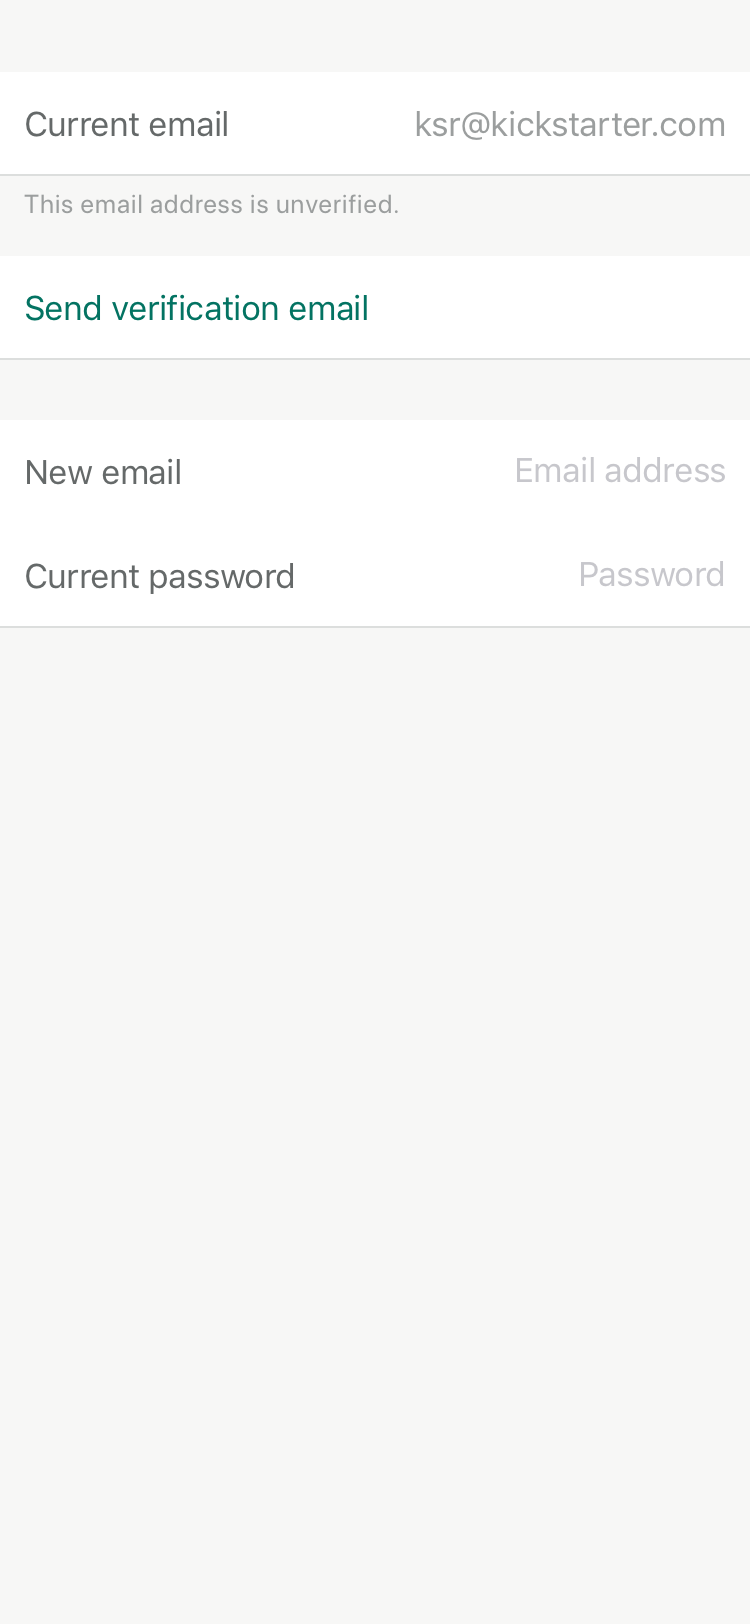 Current email ksr@kickstarter.com
This email address is unverified.
Send verification email
New email Email address
Current password Password